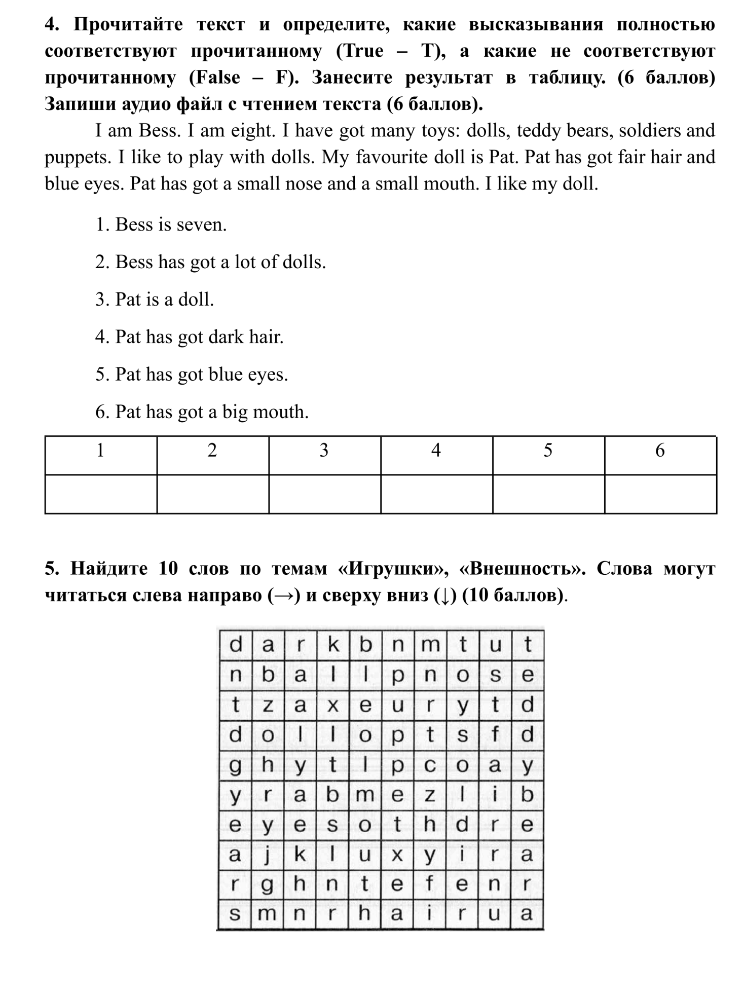 4. Прочитайте текст и определите, какие высказывания полностью
соответствуют прочитанному (True – T), а какие не соответствуют
прочитанному (False – F). Занесите результат в таблицу. (6 баллов)
Запиши аудио файл с чтением текста (6 баллов).
I am Bess. I am eight. I have got many toys: dolls, teddy bears, soldiers and
puppets. I like to play with dolls. My favourite doll is Pat. Pat has got fair hair and
blue eyes. Pat has got a small nose and a small mouth. I like my doll.
1. Bess is seven.
2. Bess has got a lot of dolls.
3. Pat is a doll.
4. Pat has got dark hair.
5. Pat has got blue eyes.
6. Pat has got a big mouth.
1 2 3 4 5 6
5. Найдите 10 слов по темам «Игрушки», «Внешность». Слова могут
читаться слева направо (→) и сверху вниз (↓) (10 баллов).
d a r k b n m t u t
n b a l l p n o s e
t z a x e u r y t d
d o l l o p t s f d
g h y t l p c o a y
y r a b m e z l i b
e y e s o t h d r e
a j k l u x y i r a
r g h n t e f e n r
s m n r h a i r u a